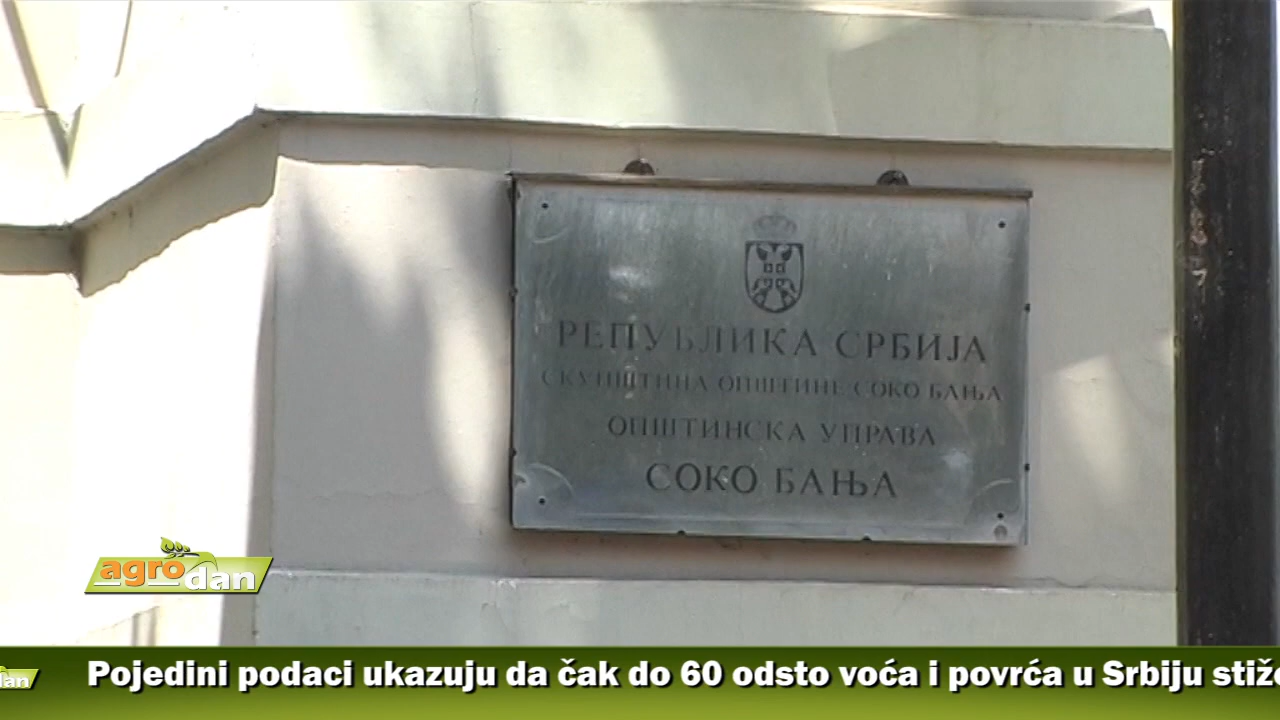 РЕПУБЛИКА СРБИЈА
СКУПШТИНА ОПШТИНЕ СОКО БАЊА
ОПШТИНСКА УПРАВА
СОКО БАЊА
agro dan
dan
Pojedini podaci ukazuju da čak do 60 odsto voća i povrća u Srbiju